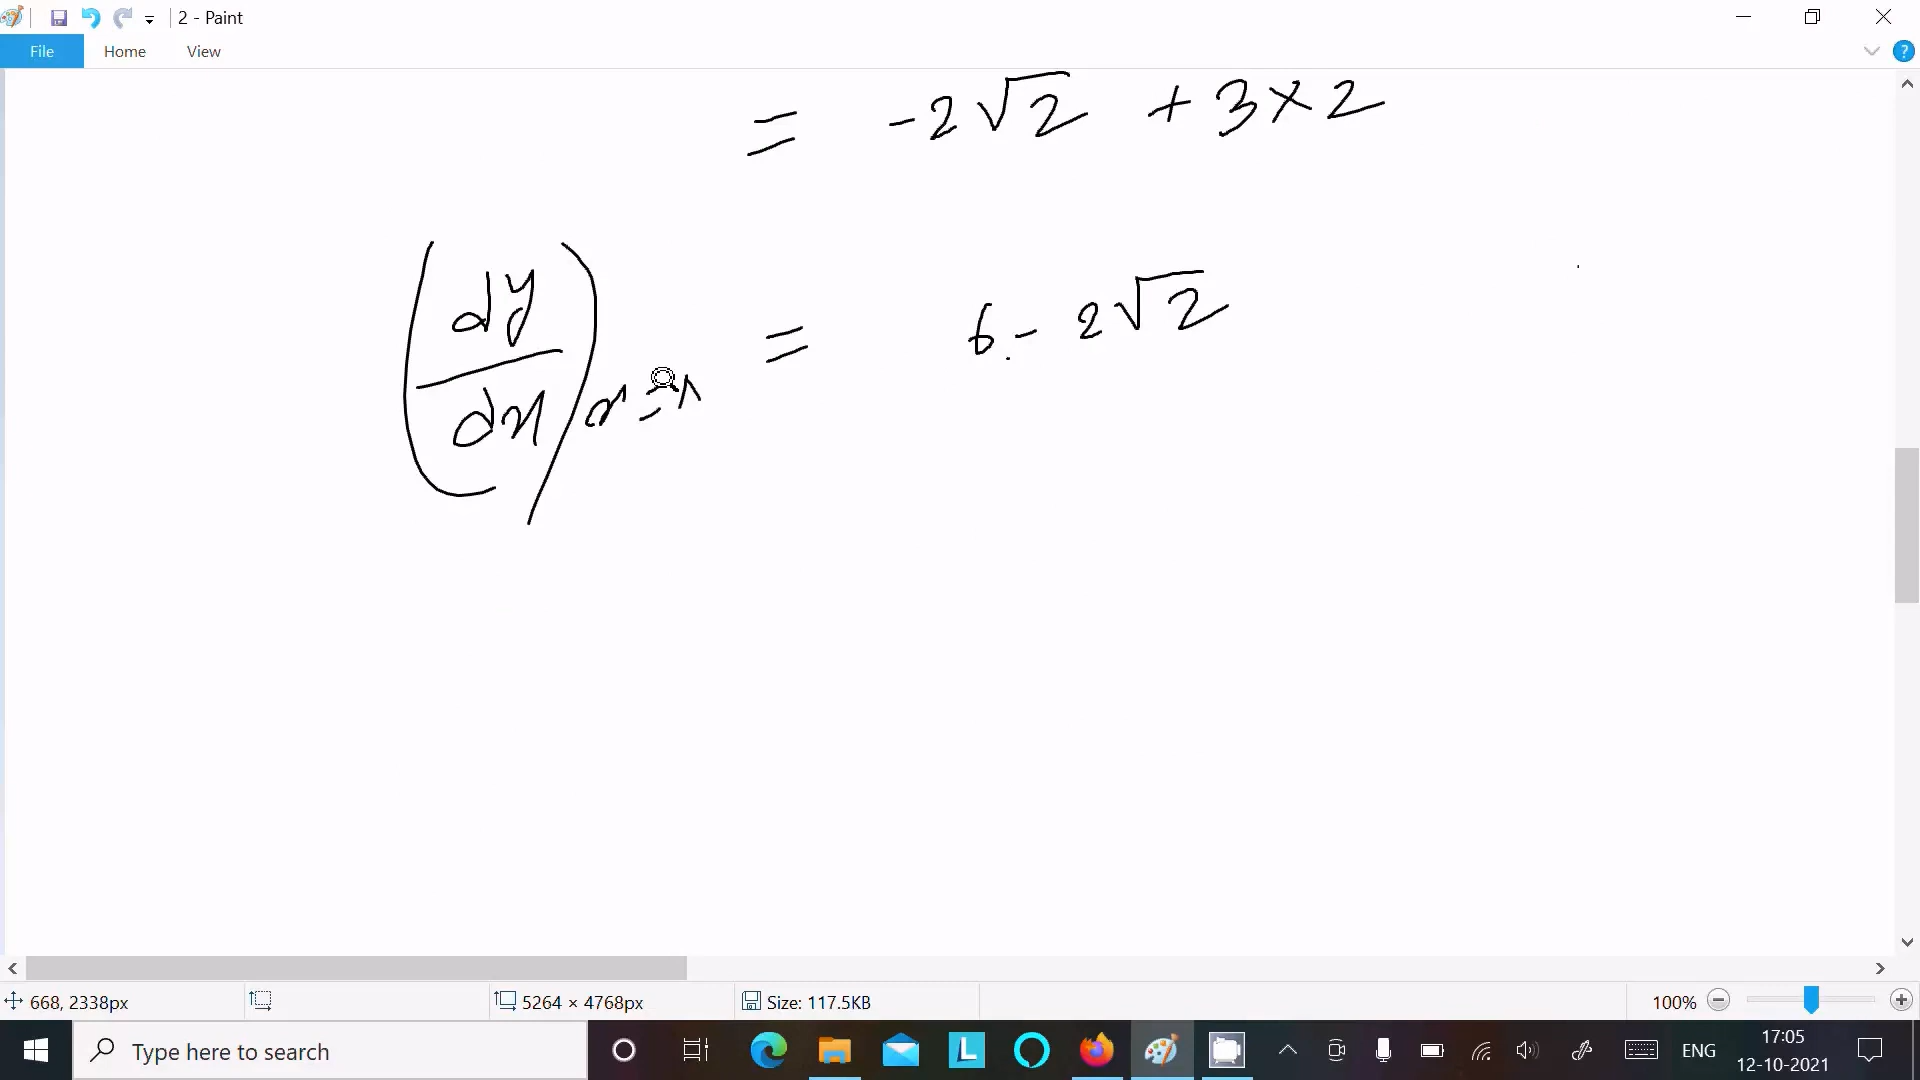 2 - Paint
File Home View
= -2√2 + 3×2
(dy/dx) = 6 - 2√2
668, 2338px 5264 × 4768px Size: 117.5KB 100%
Type here to search L ENG 17:05
12-10-2021